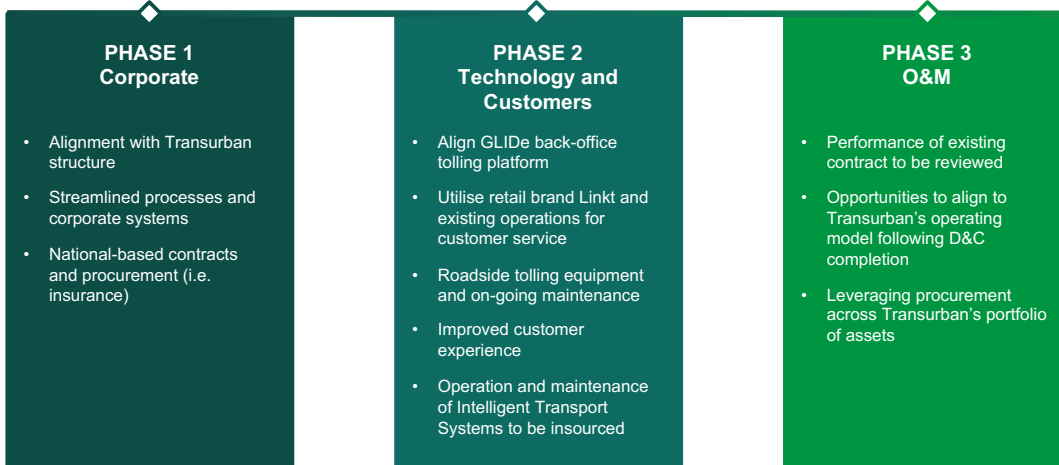 PHASE 1
Corporate
• Alignment with Transurban
structure
• Streamlined processes and
corporate systems
• National-based contracts
and procurement (i.e.
insurance)
PHASE 2
Technology and
Customers
• Align GLIDe back-office
tolling platform
• Utilise retail brand Linkt and
existing operations for
customer service
• Roadside tolling equipment
and on-going maintenance
• Improved customer
experience
• Operation and maintenance
of Intelligent Transport
Systems to be insourced
PHASE 3
O&M
• Performance of existing
contract to be reviewed
• Opportunities to align to
Transurban’s operating
model following D&C
completion
• Leveraging procurement
across Transurban’s portfolio
of assets